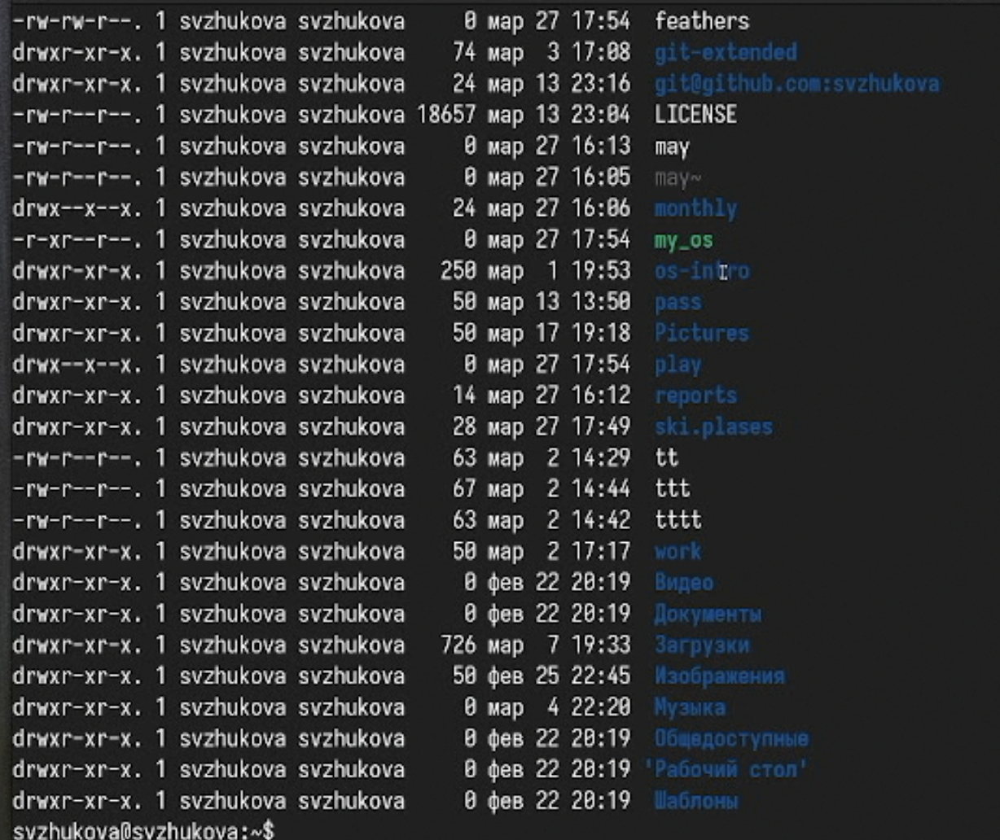 -rw-rw-r--. 1 svzhukova svzhukova     0 мар 27 17:54  feathers
drwxr-xr-x. 1 svzhukova svzhukova    74 мар  3 17:08  git-extended
drwxr-xr-x. 1 svzhukova svzhukova    24 мар 13 23:16  git@github.com:svzhukova
-rw-r--r--. 1 svzhukova svzhukova 18657 мар 13 23:04  LICENSE
-rw-r--r--. 1 svzhukova svzhukova     0 мар 27 16:13  may
-rw-r--r--. 1 svzhukova svzhukova     0 мар 27 16:05  may~
drwx--x--x. 1 svzhukova svzhukova    24 мар 27 16:06  monthly
-r-xr--r--. 1 svzhukova svzhukova     0 мар 27 17:54  my_os
drwxr-xr-x. 1 svzhukova svzhukova   250 мар  1 19:53  os-intro
drwxr-xr-x. 1 svzhukova svzhukova    50 мар 13 13:50  pass
drwxr-xr-x. 1 svzhukova svzhukova    50 мар 17 19:18  Pictures
drwx--x--x. 1 svzhukova svzhukova     0 мар 27 17:54  play
drwxr-xr-x. 1 svzhukova svzhukova    14 мар 27 16:12  reports
drwxr-xr-x. 1 svzhukova svzhukova    28 мар 27 17:49  ski.plases
-rw-r--r--. 1 svzhukova svzhukova    63 мар  2 14:29  tt
-rw-r--r--. 1 svzhukova svzhukova    67 мар  2 14:44  ttt
-rw-r--r--. 1 svzhukova svzhukova    63 мар  2 14:42  tttt
drwxr-xr-x. 1 svzhukova svzhukova    50 мар  2 17:17  work
drwxr-xr-x. 1 svzhukova svzhukova     0 фев 22 20:19  Видео
drwxr-xr-x. 1 svzhukova svzhukova     0 фев 22 20:19  Документы
drwxr-xr-x. 1 svzhukova svzhukova   726 мар  7 19:33  Загрузки
drwxr-xr-x. 1 svzhukova svzhukova    50 фев 25 22:45  Изображения
drwxr-xr-x. 1 svzhukova svzhukova     0 мар  4 22:20  Музыка
drwxr-xr-x. 1 svzhukova svzhukova     0 фев 22 20:19  Общедоступные
drwxr-xr-x. 1 svzhukova svzhukova     0 фев 22 20:19 'Рабочий стол'
drwxr-xr-x. 1 svzhukova svzhukova     0 фев 22 20:19  Шаблоны
svzhukova@svzhukova:~$